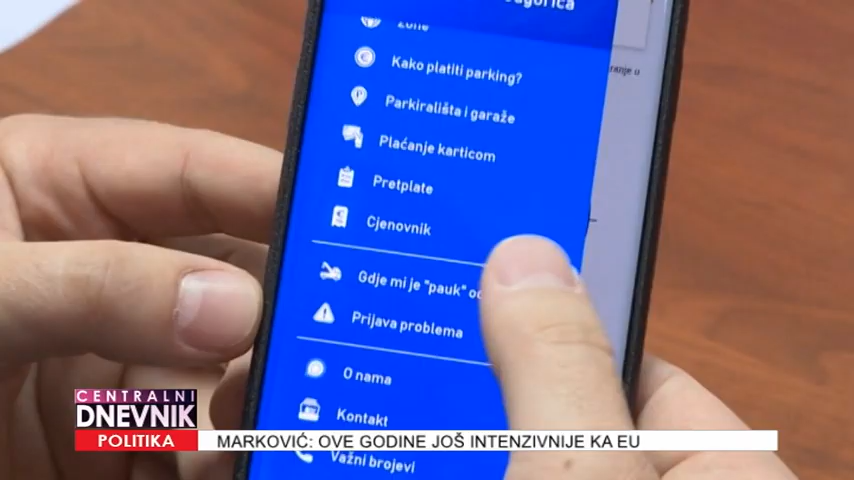 zone
Kako platiti parking?
Parkirališta i garaže
Plaćanje karticom
Pretplate
Cjenovnik
Gdje mi je "pauk"
Prijava problema
O nama
Kontakt
Važni brojevi
CENTRALNI
DNEVNIK
POLITIKA
MARKOVIĆ: OVE GODINE JOŠ INTENZIVNIJE KA EU